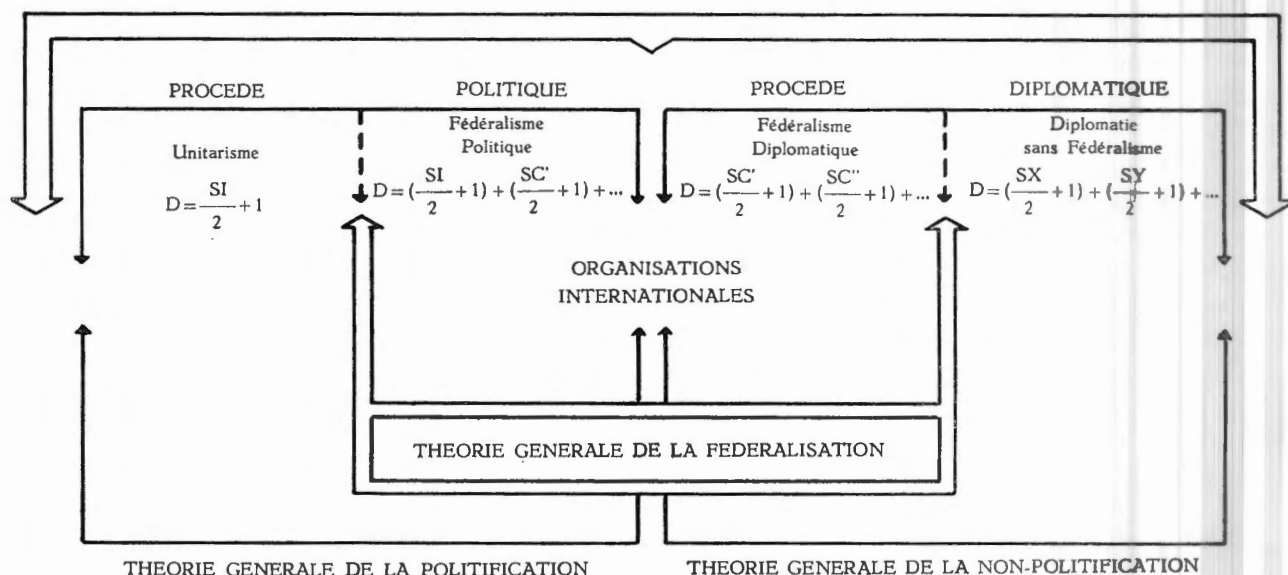 PROCEDE POLITIQUE PROCEDE DIPLOMATIQUE
Unitarisme
D = SI/2 + 1
Fédéralisme
Politique
D = (SI/2 + 1) + (SC'/2 + 1) + ...
Fédéralisme
Diplomatique
D = (SC'/2 + 1) + (SC''/2 + 1) + ...
Diplomatie
sans Fédéralisme
D = (SX/2 + 1) + (SY/2 + 1) + ...
ORGANISATIONS
INTERNATIONALES
THEORIE GENERALE DE LA FEDERALISATION
THEORIE GENERALE DE LA POLITIFICATION THEORIE GENERALE DE LA NON-POLITIFICATION